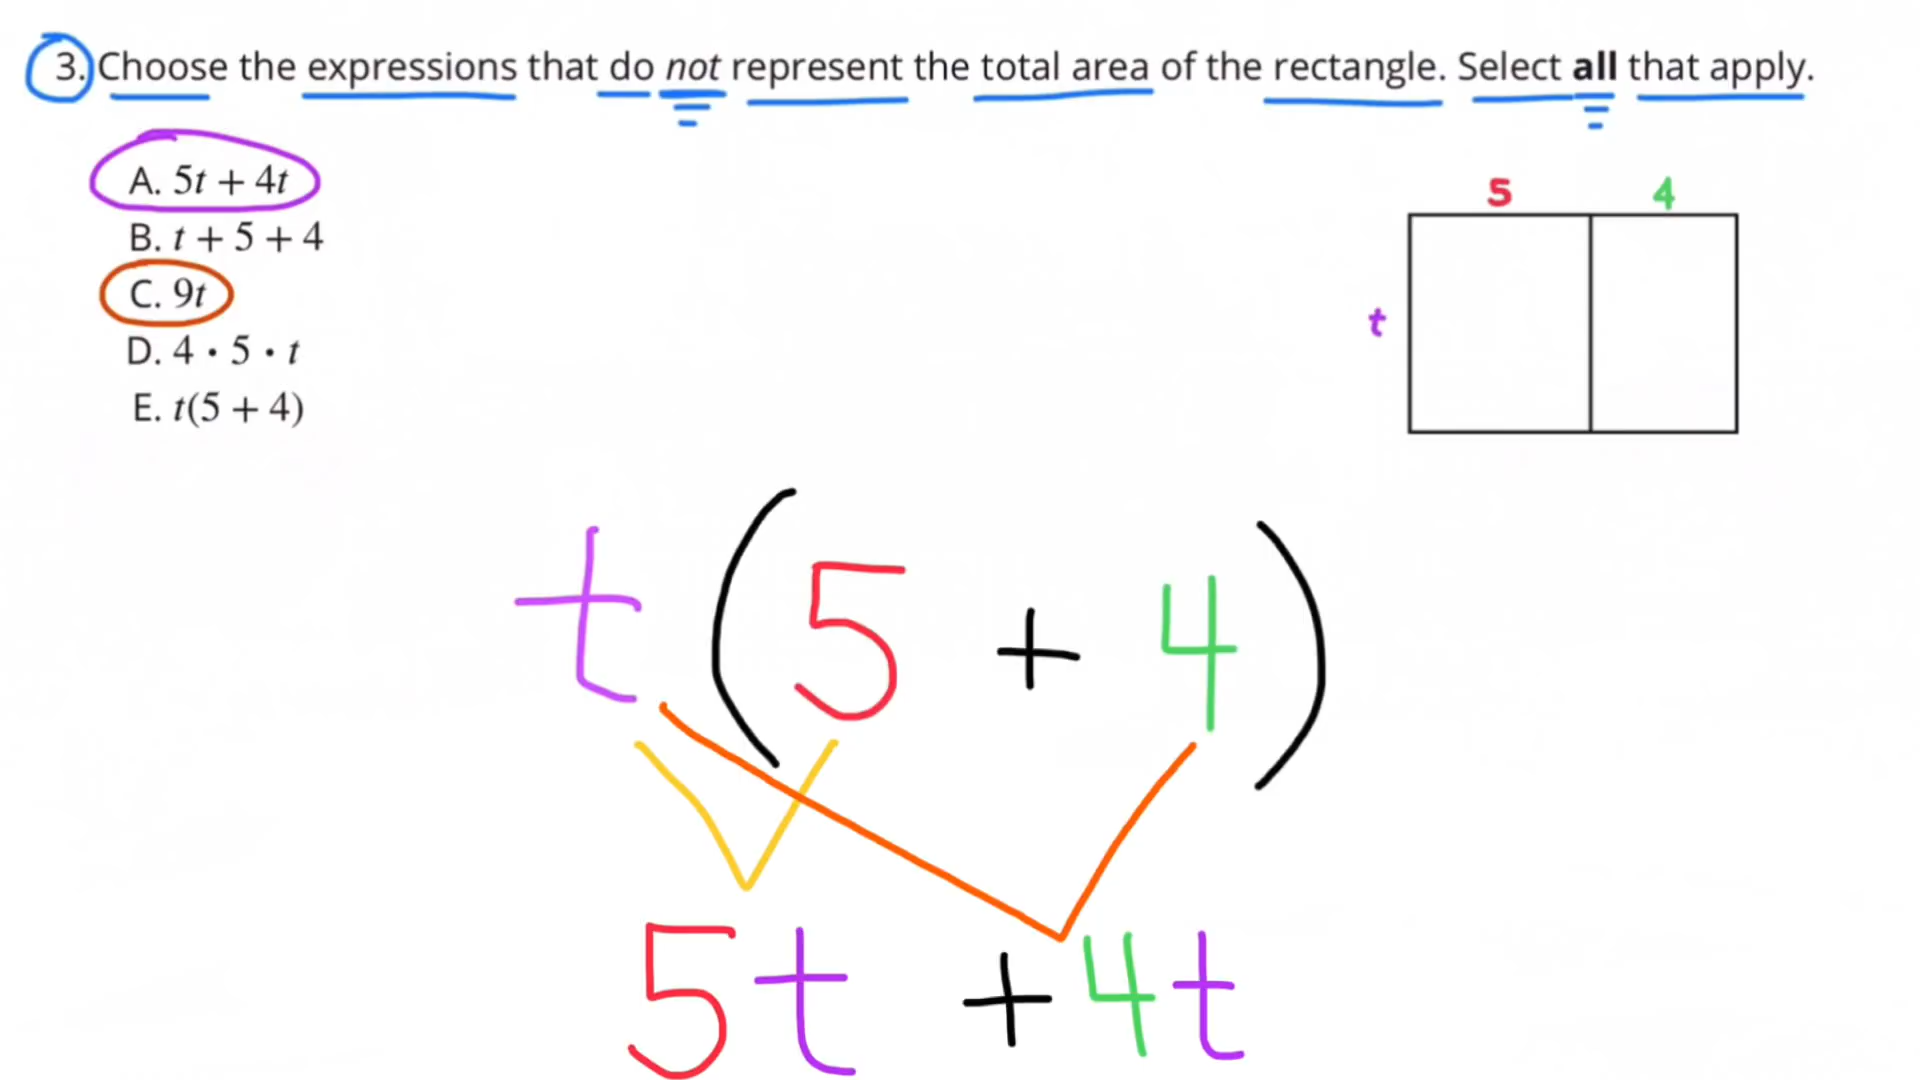 3. Choose the expressions that do not represent the total area of the rectangle. Select all that apply.
A. 5t + 4t
B. t + 5 + 4
C. 9t
D. 4 · 5 · t
E. t(5 + 4)
5 4
t
t(5 + 4)
5t + 4t